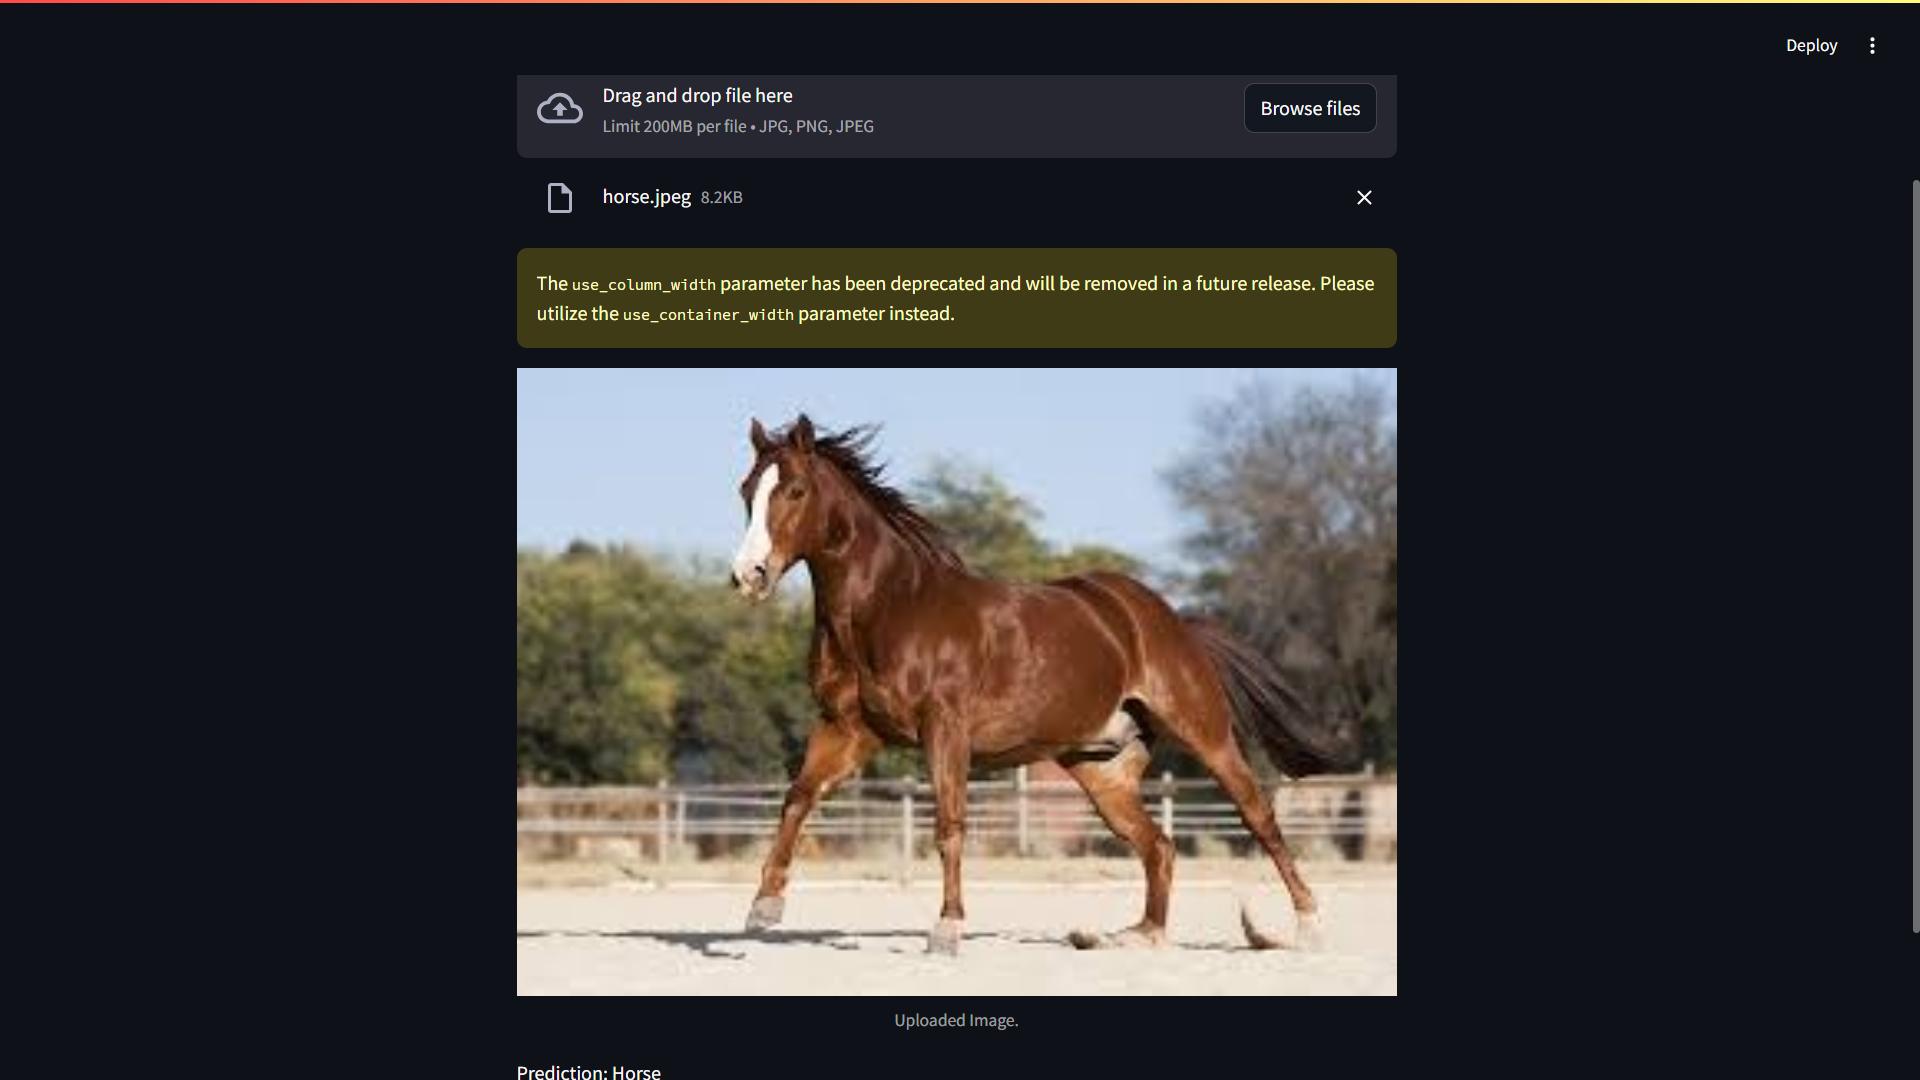 Deploy
Drag and drop file here
Limit 200MB per file • JPG, PNG, JPEG
Browse files
horse.jpeg 8.2KB
The use_column_width parameter has been deprecated and will be removed in a future release. Please
utilize the use_container_width parameter instead.
Uploaded Image.
Prediction: Horse